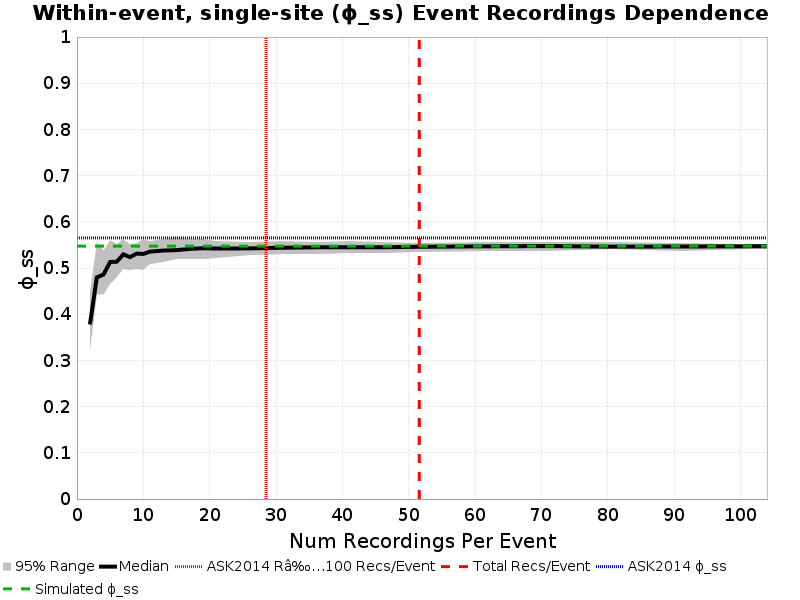 Within-event, single-site (ϕ_ss) Event Recordings Dependence
1
0.9
0.8
0.7
0.6
0.5
0.4
0.3
0.2
0.1
0
ϕ_ss
0 10 20 30 40 50 60 70 80 90 100
Num Recordings Per Event
95% Range Median ASK2014 Râ‰…100 Recs/Event Total Recs/Event ASK2014 ϕ_ss
Simulated ϕ_ss